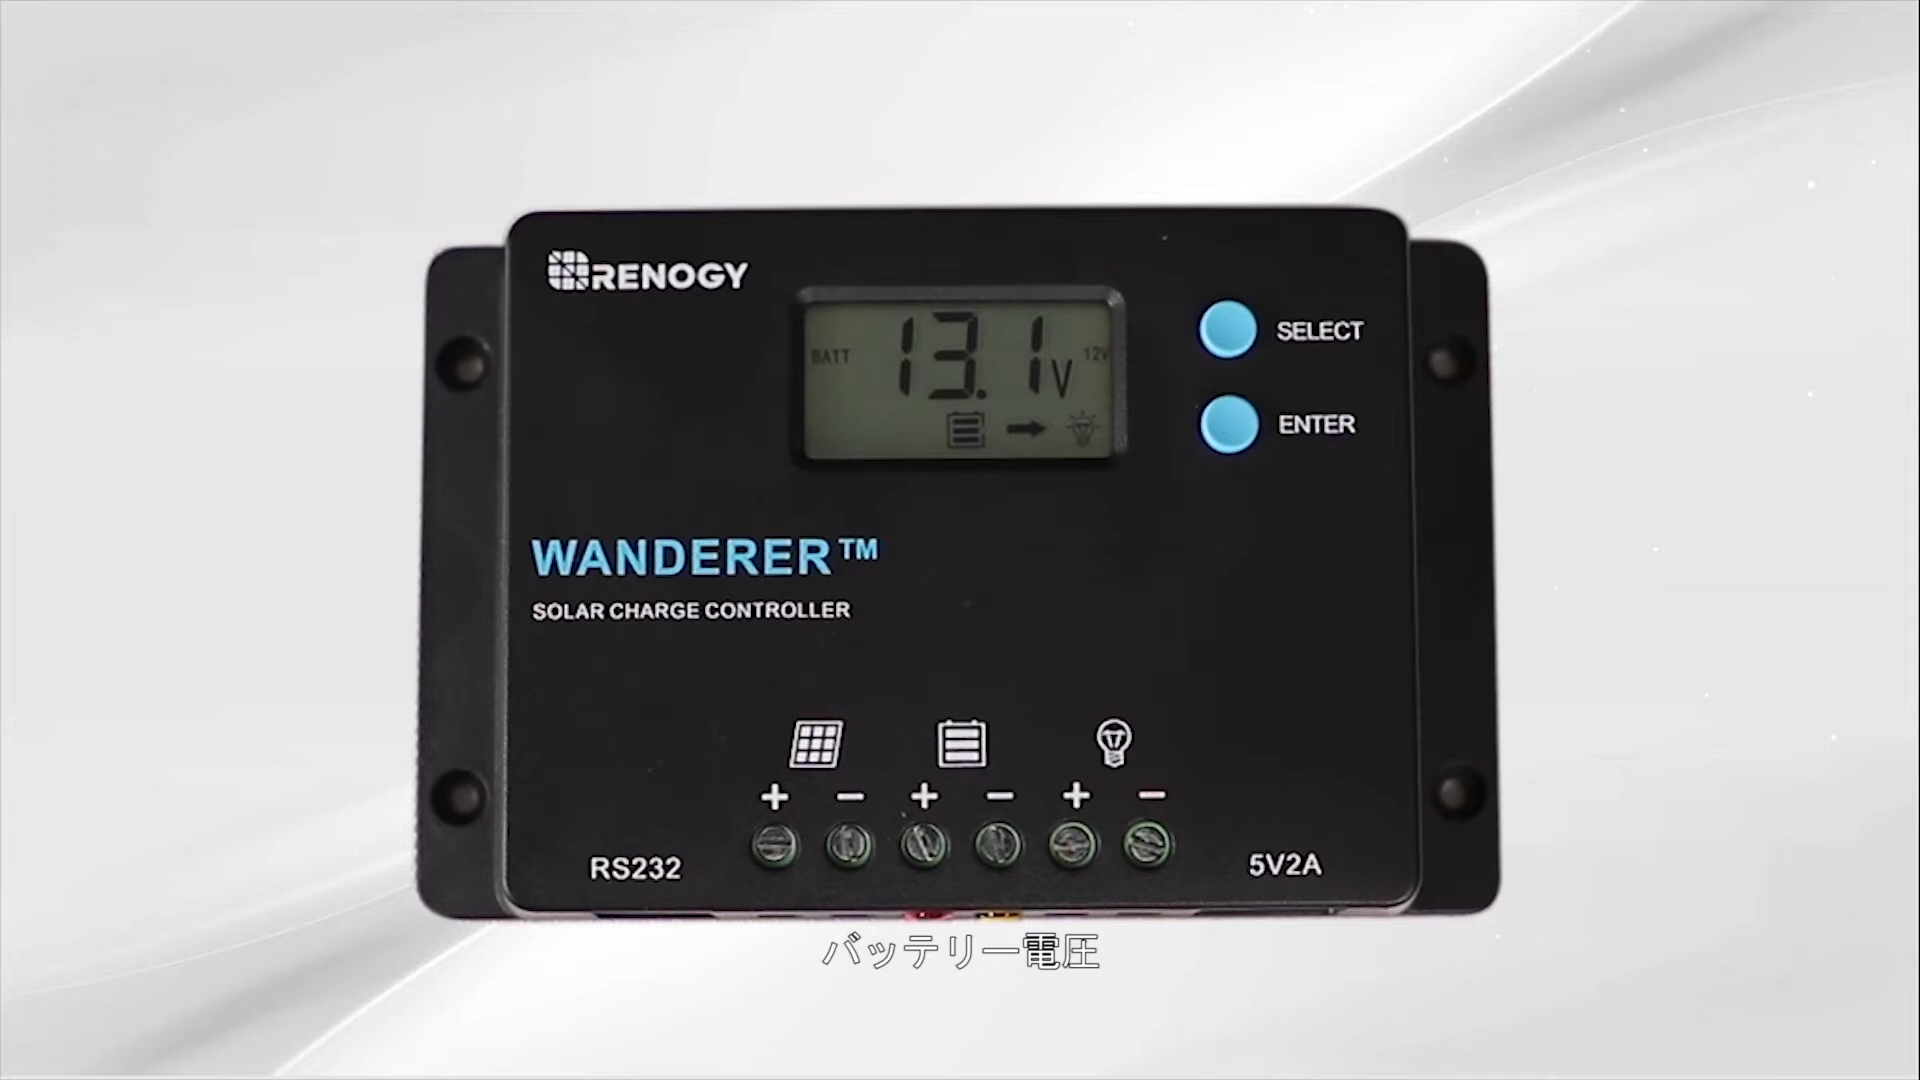 RENOGY
BATT 13.1V 12V
SELECT
ENTER
WANDERER™
SOLAR CHARGE CONTROLLER
+ − + − + −
RS232
5V2A
バッテリー電圧